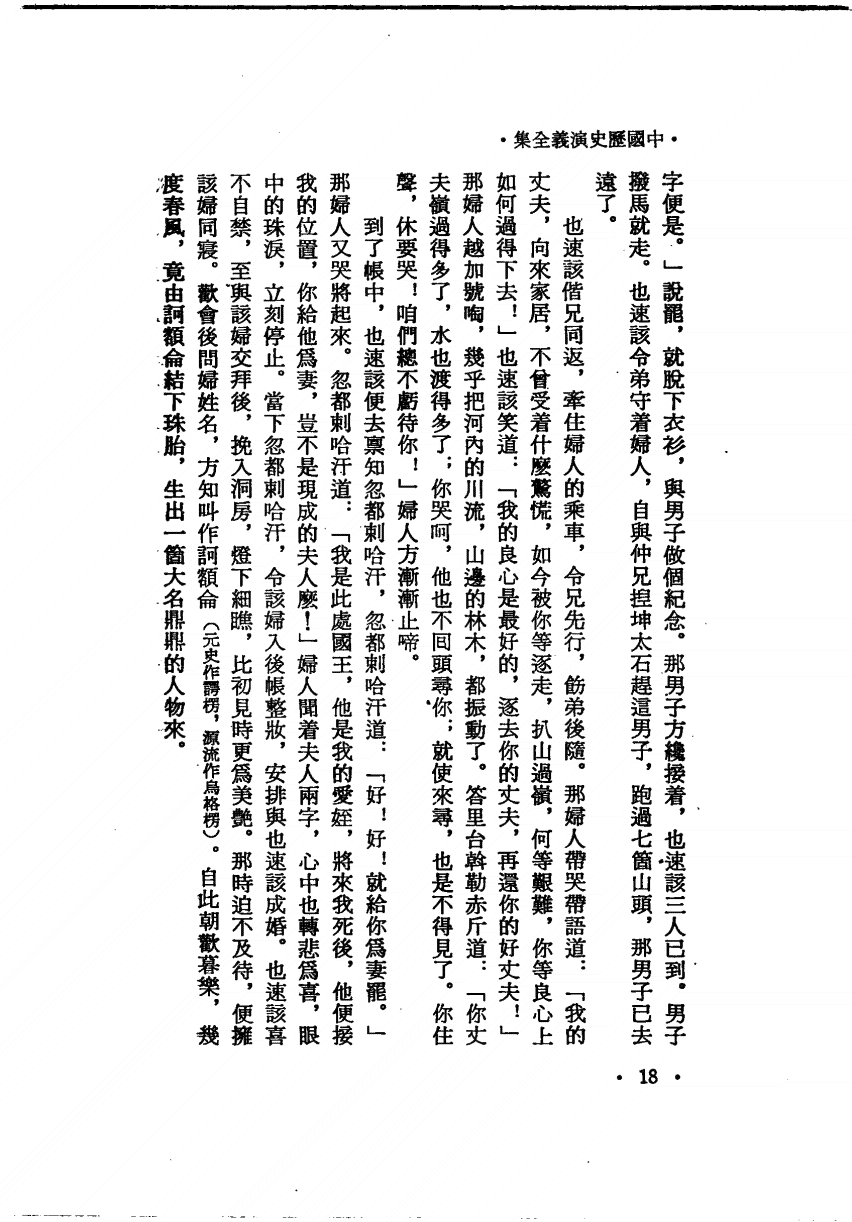 •中國歷史演義全集•
字便是。」說罷，就脫下衣衫，與男子做個紀念。那男子方纔接着，也速該三人已到。男子
撥馬就走。也速該令弟守着婦人，自與仲兄揑坤太石趕這男子，跑過七箇山頭，那男子已去
遠了。
也速該偕兄同返，牽住婦人的乘車，令兄先行，飭弟後隨。那婦人帶哭帶語道：「我的
丈夫，向來家居，不曾受着什麼驚慌，如今被你等逐走，扒山過嶺，何等艱難，你等良心上
如何過得下去！」也速該笑道：「我的良心是最好的，逐去你的丈夫，再還你的好丈夫！」
那婦人越加號啕，幾乎把河內的川流，山邊的林木，都振動了。答里台斡勒赤斤道：「你丈
夫嶺過得多了，水也渡得多了，你哭呵，他也不回頭尋你；就使來尋，也是不得見了。你住
聲，休要哭！咱們總不虧待你！」婦人方漸漸止啼。
到了帳中，也速該便去禀知忽都剌哈汗，忽都剌哈汗道：「好！好！就給你爲妻罷。」
那婦人又哭將起來。忽都剌哈汗道：「我是此處國王，他是我的愛姪，將來我死後，他便接
我的位置，你給他爲妻，豈不是現成的夫人麼！」婦人聞着夫人兩字，心中也轉悲爲喜，眼
中的珠淚，立刻停止。當下忽都剌哈汗，令該婦入後帳整妝，安排與也速該成婚。也速該喜
不自禁，至與該婦交拜後，挽入洞房，燈下細瞧，比初見時更爲美艷。那時迫不及待，便擁
該婦同寢。歡會後問婦姓名，方知叫作訶額侖（元史作諤楞，源流作烏格楞）。自此朝歡暮樂，幾
度春風，竟由訶額侖結下珠胎，生出一箇大名鼎鼎的人物來。
• 18 •